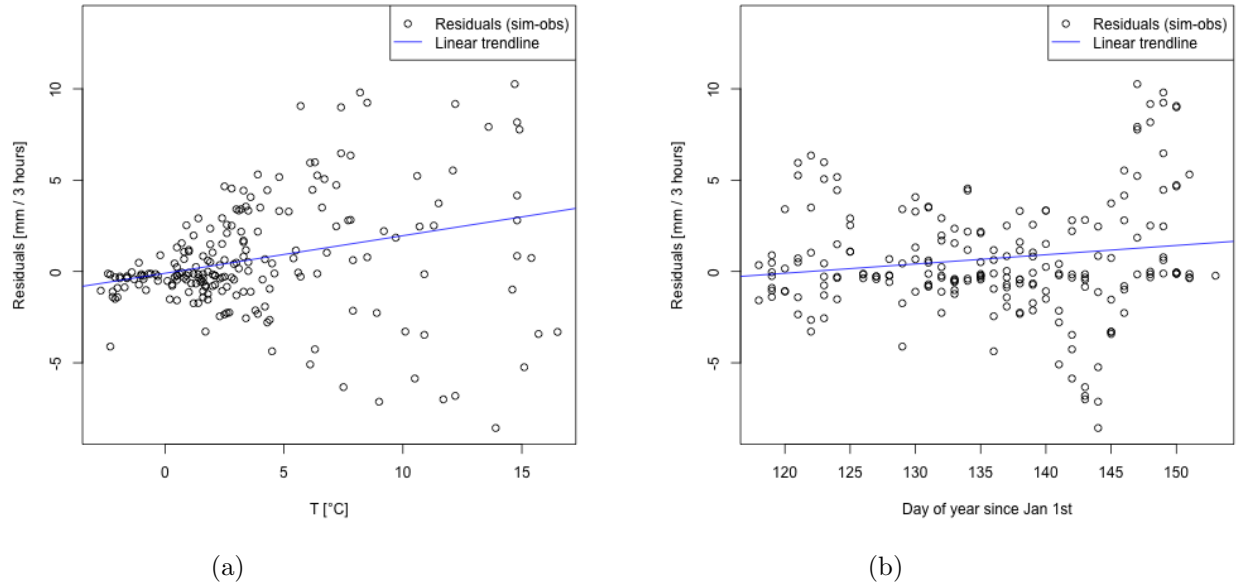 Residuals (sim-obs)
Linear trendline
Residuals [mm / 3 hours]
10
5
0
-5
0 5 10 15
T [°C]
(a)
Residuals (sim-obs)
Linear trendline
Residuals [mm / 3 hours]
10
5
0
-5
120 125 130 135 140 145 150
Day of year since Jan 1st
(b)